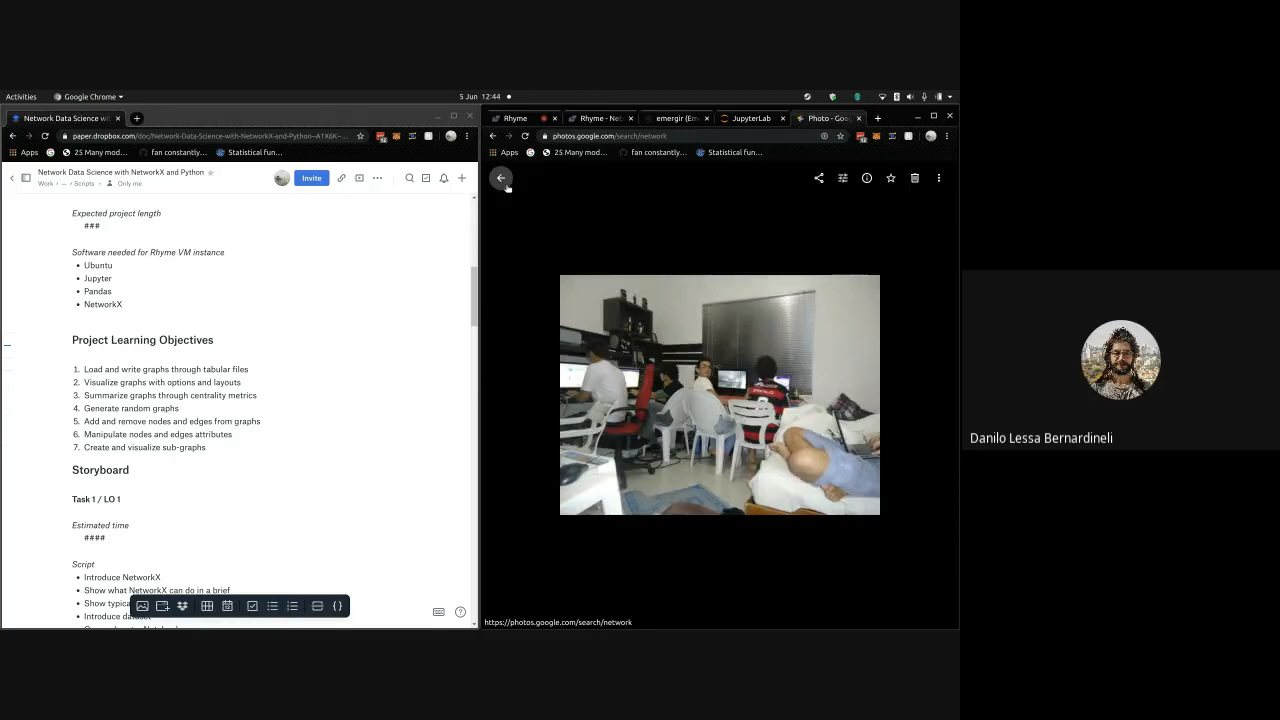 Activities
Google Chrome
5 Jun 12:44
Network Data Science wi
paper.dropbox.com/doc/Network-Data-Science-with-NetworkX-and-Python--A1X6K~...
Apps
25 Many mod...
fan constantly...
Statistical fun...
Network Data Science with NetworkX and Python
Work › ··· › Scripts + Only me
Invite
Expected project length
###
Software needed for Rhyme VM instance
• Ubuntu
• Jupyter
• Pandas
• NetworkX
Project Learning Objectives
1. Load and write graphs through tabular files
2. Visualize graphs with options and layouts
3. Summarize graphs through centrality metrics
4. Generate random graphs
5. Add and remove nodes and edges from graphs
6. Manipulate nodes and edges attributes
7. Create and visualize sub-graphs
Storyboard
Task 1 / LO 1
Estimated time
####
Script
• Introduce NetworkX
• Show what NetworkX can do in a brief
• Show typica
• Introduce dataset
Rhyme
Rhyme - Net
emergir (Em
JupyterLab
Photo - Goo
photos.google.com/search/network
Apps
25 Many mod...
fan constantly...
Statistical fun...
https://photos.google.com/search/network
Danilo Lessa Bernardineli